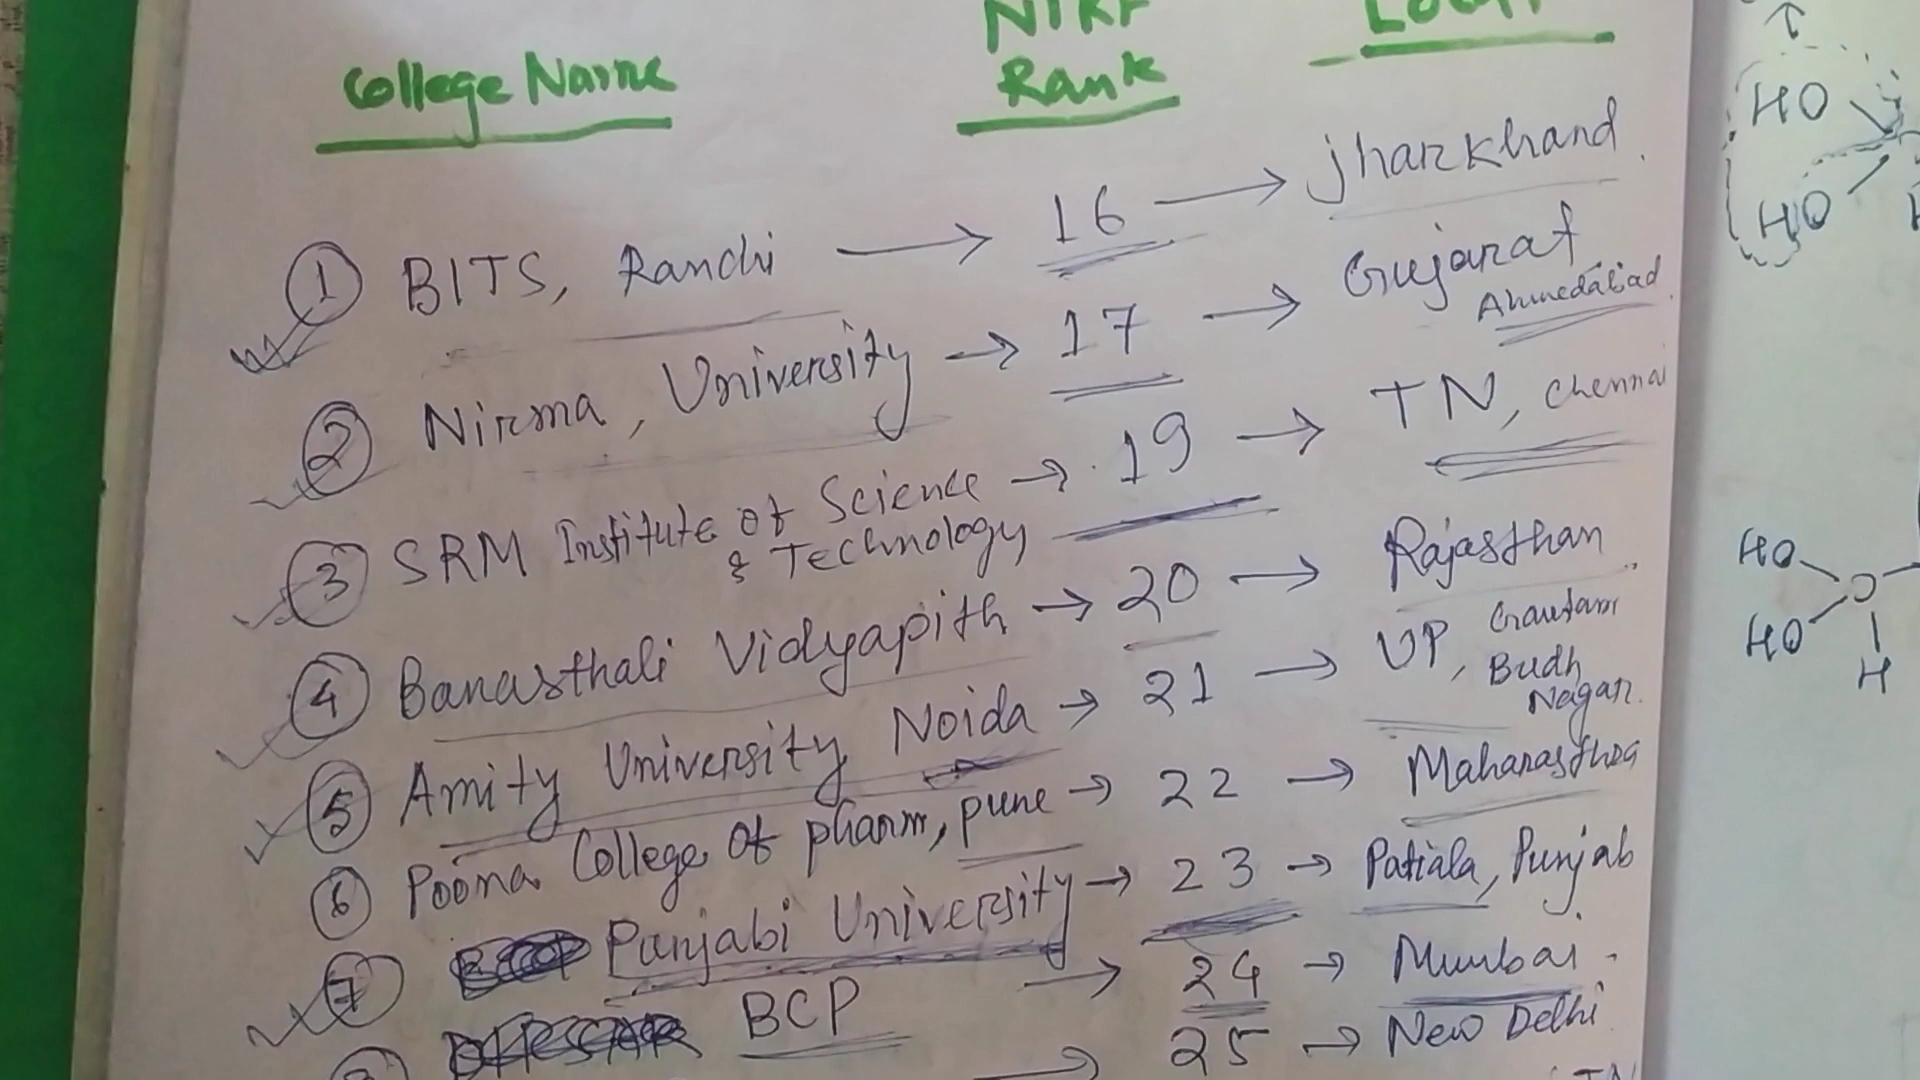 College Name
NIRF
Rank
① BITS, Ranchi → 16 → Jharkhand.
② Nirma, University → 17 → Gujarat
Ahmedabad.
③ SRM Institute of Science → 19 → TN, Chennai
& Technology
④ Banasthali Vidyapith → 20 → Rajasthan
⑤ Amity University Noida → 21 → UP, Gautam
Budh
Nagar.
⑥ Poona College of pharm, pune → 22 → Maharasthra
⑦ Punjabi University → 23 → Patiala, Punjab
BCP → 24 → Mumbai
→ 25 → New Delhi
TN
HO
HO
HO
HO
H